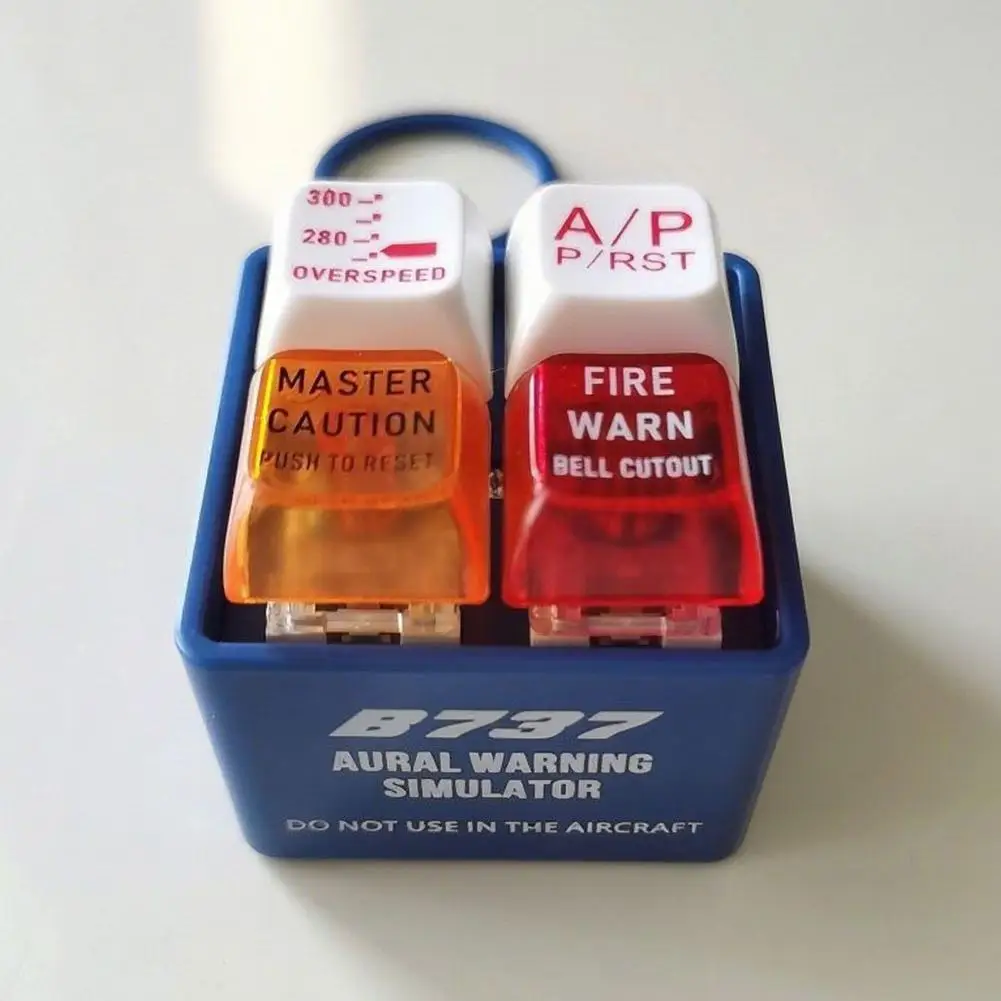 300
280
OVERSPEED
A/P
P/RST
MASTER
CAUTION
PUSH TO RESET
FIRE
WARN
BELL CUTOUT
B737
AURAL WARNING
SIMULATOR
DO NOT USE IN THE AIRCRAFT